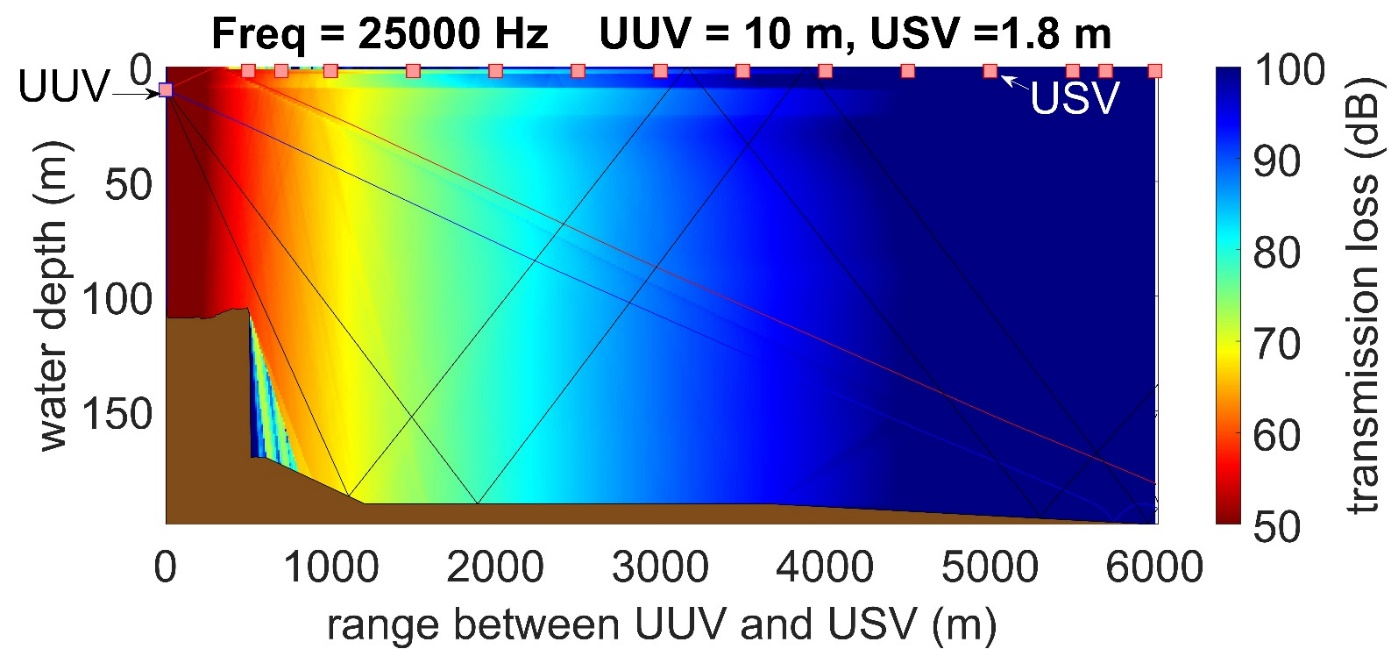 Freq = 25000 Hz UUV = 10 m, USV =1.8 m
UUV
USV
water depth (m)
0
50
100
150
0 1000 2000 3000 4000 5000 6000
range between UUV and USV (m)
100
90
80
70
60
50
transmission loss (dB)